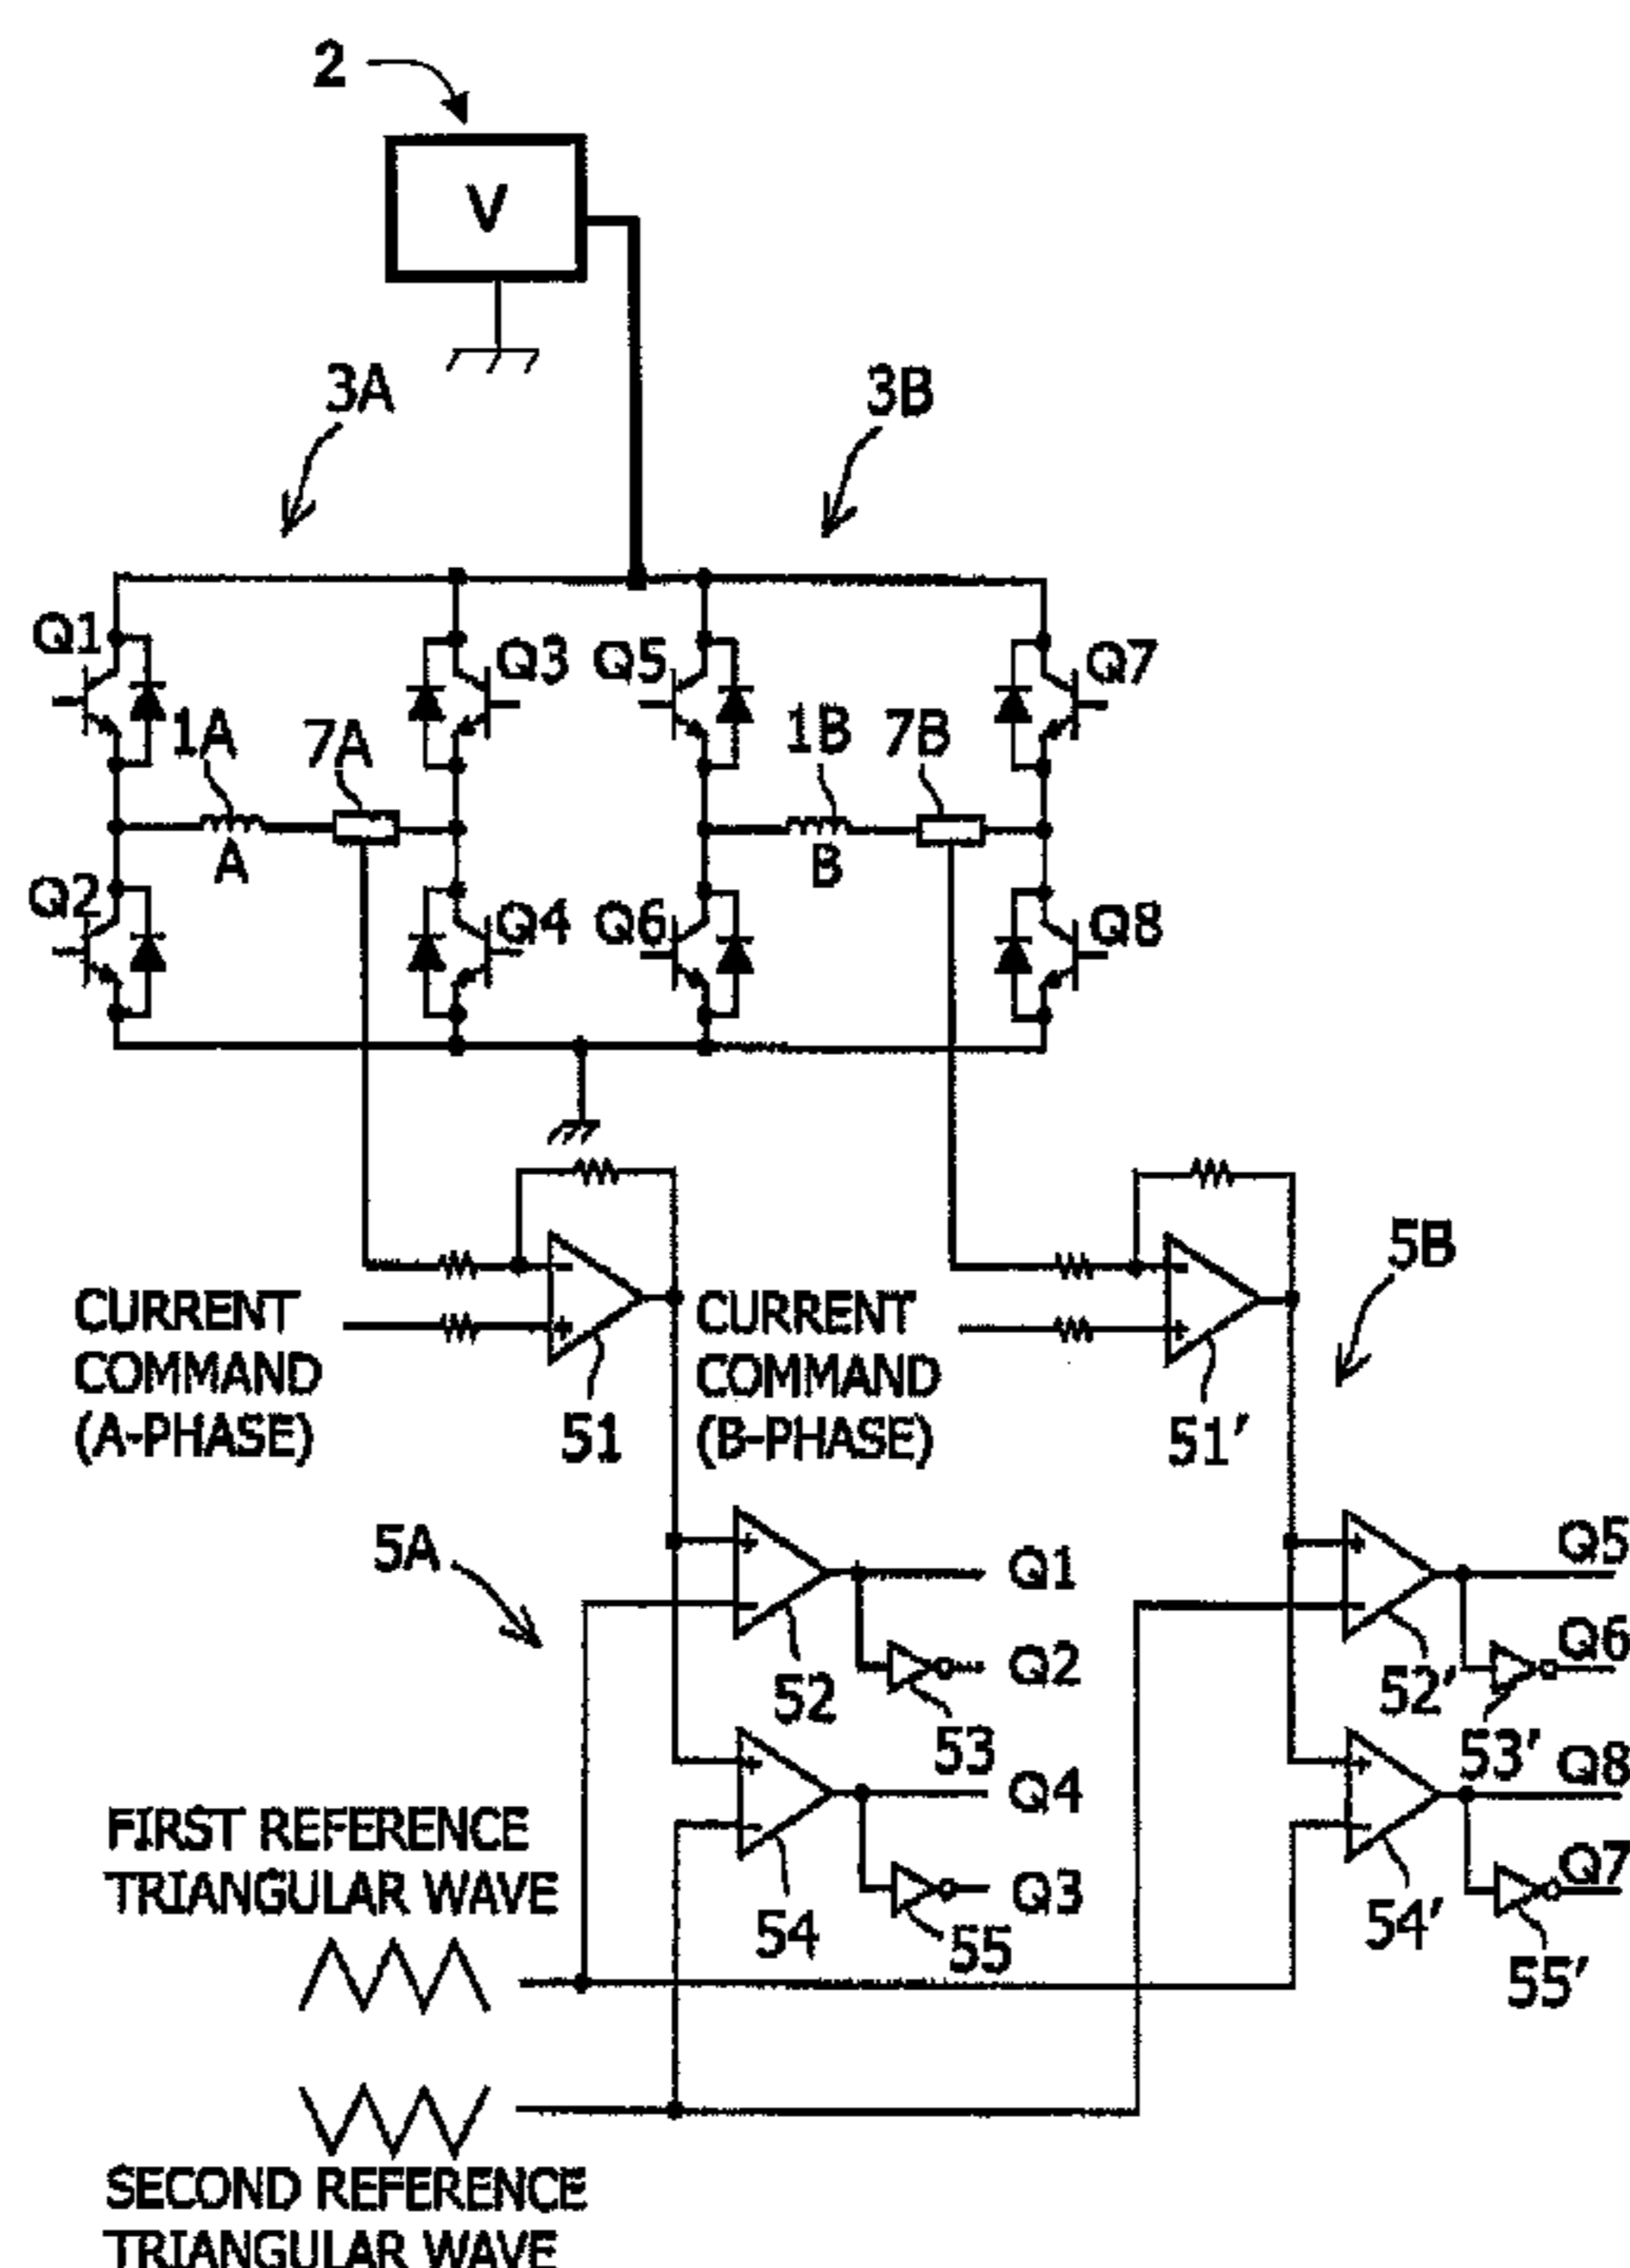 2
V
3A
3B
Q1
Q3
Q5
Q7
1A
7A
1B
7B
A
B
Q2
Q4
Q6
Q8
-
-
5B
CURRENT
COMMAND
(A-PHASE)
+
51
CURRENT
COMMAND
(B-PHASE)
+
51'
5A
+
-
52
Q1
Q2
53
+
-
52'
Q5
Q6
53'
+
-
54
Q4
Q3
55
+
-
54'
Q8
Q7
55'
FIRST REFERENCE
TRIANGULAR WAVE
SECOND REFERENCE
TRIANGULAR WAVE